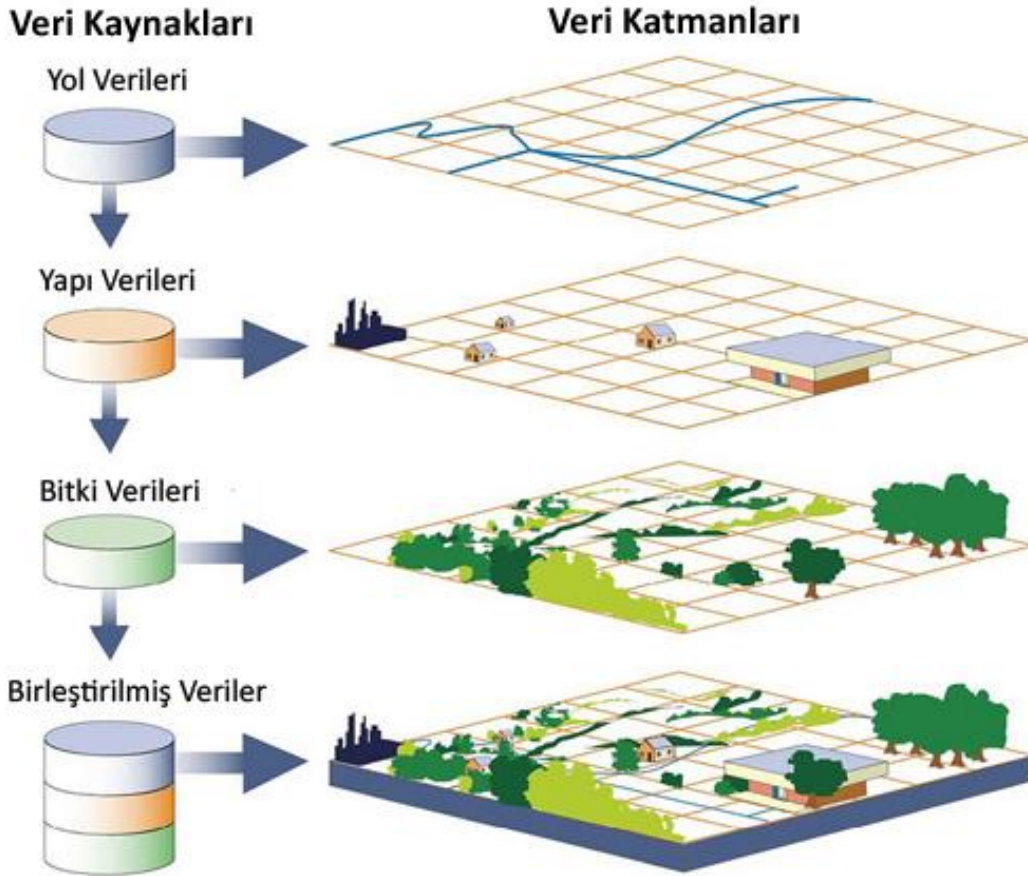 Veri Kaynakları
Veri Katmanları
Yol Verileri
Yapı Verileri
Bitki Verileri
Birleştirilmiş Veriler